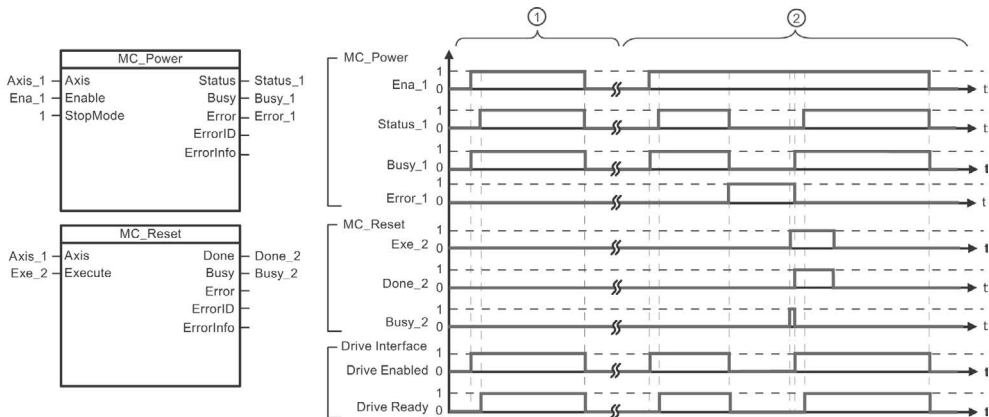 MC_Power
Axis_1 Axis Status Status_1
Ena_1 Enable Busy Busy_1
1 StopMode Error Error_1
ErrorID
ErrorInfo
MC_Reset
Axis_1 Axis Done Done_2
Exe_2 Execute Busy Busy_2
Error
ErrorID
ErrorInfo
1 2
MC_Power
1
Ena_1 0 t
1
Status_1 0 t
1
Busy_1 0 t
1
Error_1 0 t
MC_Reset
1
Exe_2 0 t
1
Done_2 0 t
1
Busy_2 0 t
Drive Interface
1
Drive Enabled 0 t
1
Drive Ready 0 t